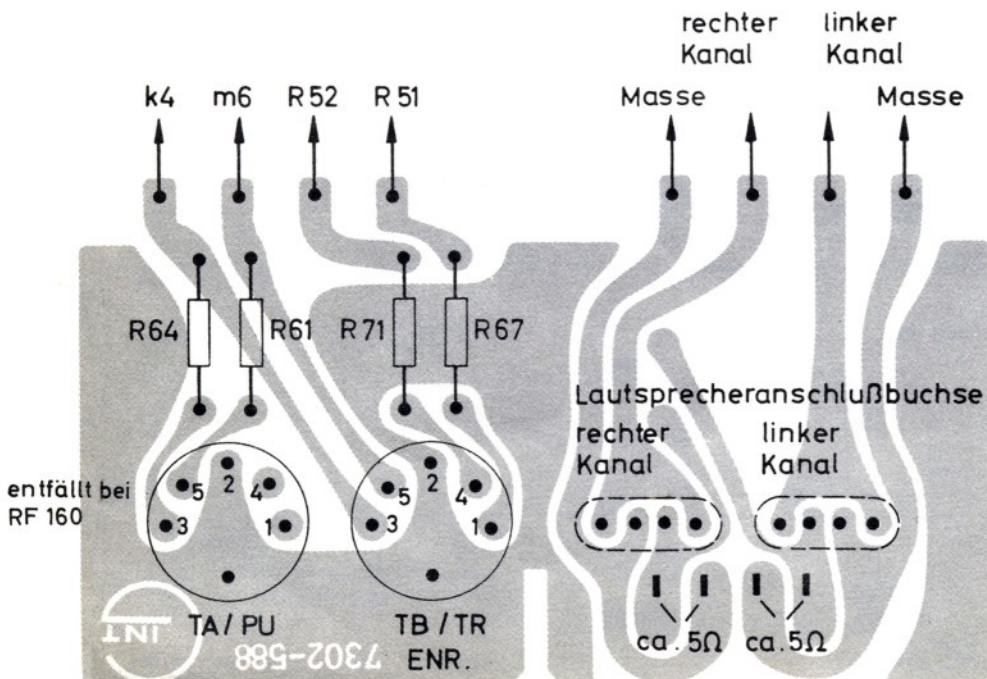 rechter
Kanal
linker
Kanal
k4
m6
R52
R51
Masse
Masse
R64
R61
R71
R67
Lautsprecheranschlußbuchse
rechter
Kanal
linker
Kanal
entfällt bei
RF 160
5
2
4
3
1
5
2
4
3
1
INT
TA / PU
TB / TR
ENR.
7302-588
ca. 5Ω
ca. 5Ω